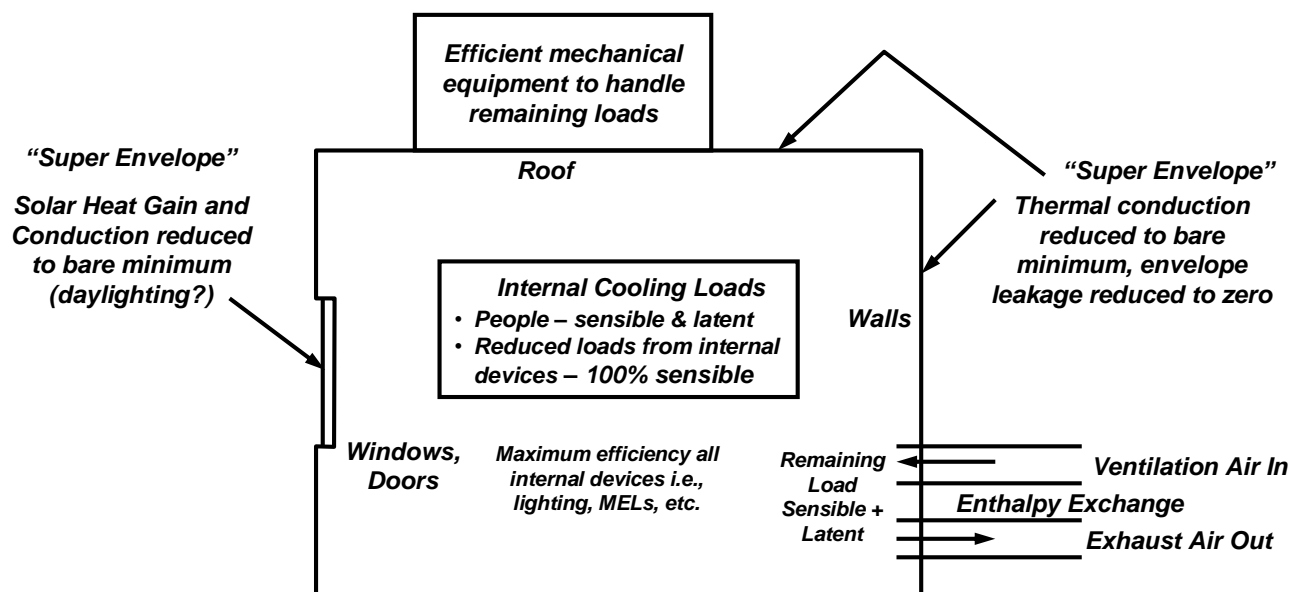 Efficient mechanical
equipment to handle
remaining loads
“Super Envelope”
Solar Heat Gain and
Conduction reduced
to bare minimum
(daylighting?)
Roof
“Super Envelope”
Thermal conduction
reduced to bare
minimum, envelope
leakage reduced to zero
Internal Cooling Loads
• People – sensible & latent
• Reduced loads from internal
devices – 100% sensible
Walls
Windows,
Doors
Maximum efficiency all
internal devices i.e.,
lighting, MELs, etc.
Remaining
Load
Sensible +
Latent
Ventilation Air In
Enthalpy Exchange
Exhaust Air Out